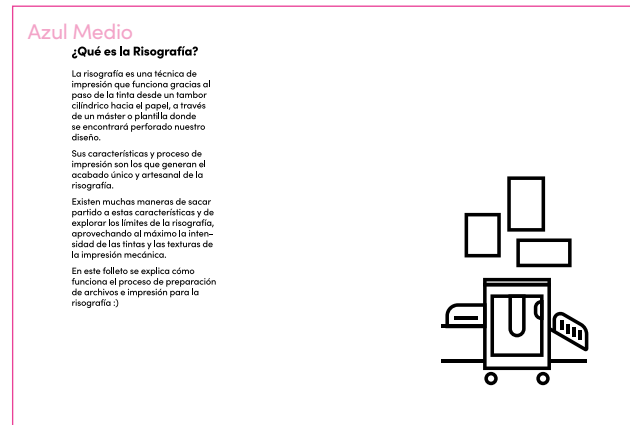 Azul Medio
¿Qué es la Risografía?
La risografía es una técnica de
impresión que funciona gracias al
paso de la tinta desde un tambor
cilíndrico hacia el papel, a través
de un máster o plantilla donde
se encontrará perforado nuestro
diseño.
Sus características y proceso de
impresión son los que generan el
acabado único y artesanal de la
risografía.
Existen muchas maneras de sacar
partido a estas características y de
explorar los límites de la risografía,
aprovechando al máximo la inten-
sidad de las tintas y las texturas de
la impresión mecánica.
En este folleto se explica cómo
funciona el proceso de preparación
de archivos e impresión para la
risografía :)